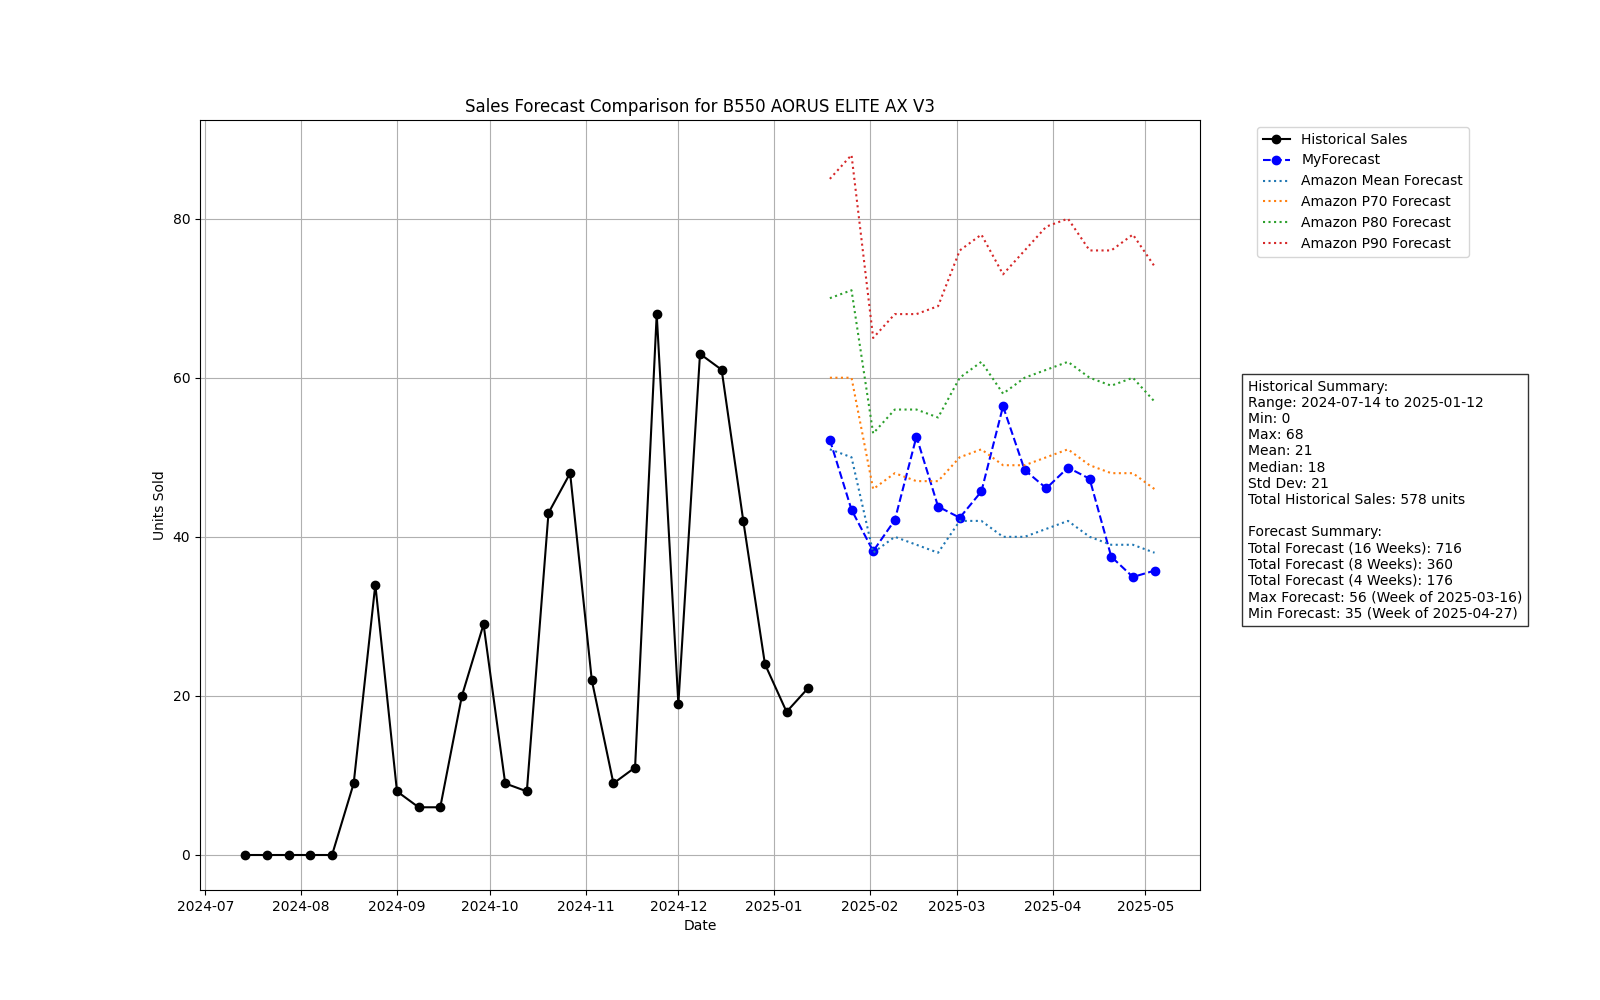 Sales Forecast Comparison for B550 AORUS ELITE AX V3
Historical Sales
MyForecast
Amazon Mean Forecast
Amazon P70 Forecast
Amazon P80 Forecast
Amazon P90 Forecast
Units Sold
80
60
40
20
0
2024-07
2024-08
2024-09
2024-10
2024-11
2024-12
2025-01
2025-02
2025-03
2025-04
2025-05
Date
Historical Summary:
Range: 2024-07-14 to 2025-01-12
Min: 0
Max: 68
Mean: 21
Median: 18
Std Dev: 21
Total Historical Sales: 578 units
Forecast Summary:
Total Forecast (16 Weeks): 716
Total Forecast (8 Weeks): 360
Total Forecast (4 Weeks): 176
Max Forecast: 56 (Week of 2025-03-16)
Min Forecast: 35 (Week of 2025-04-27)